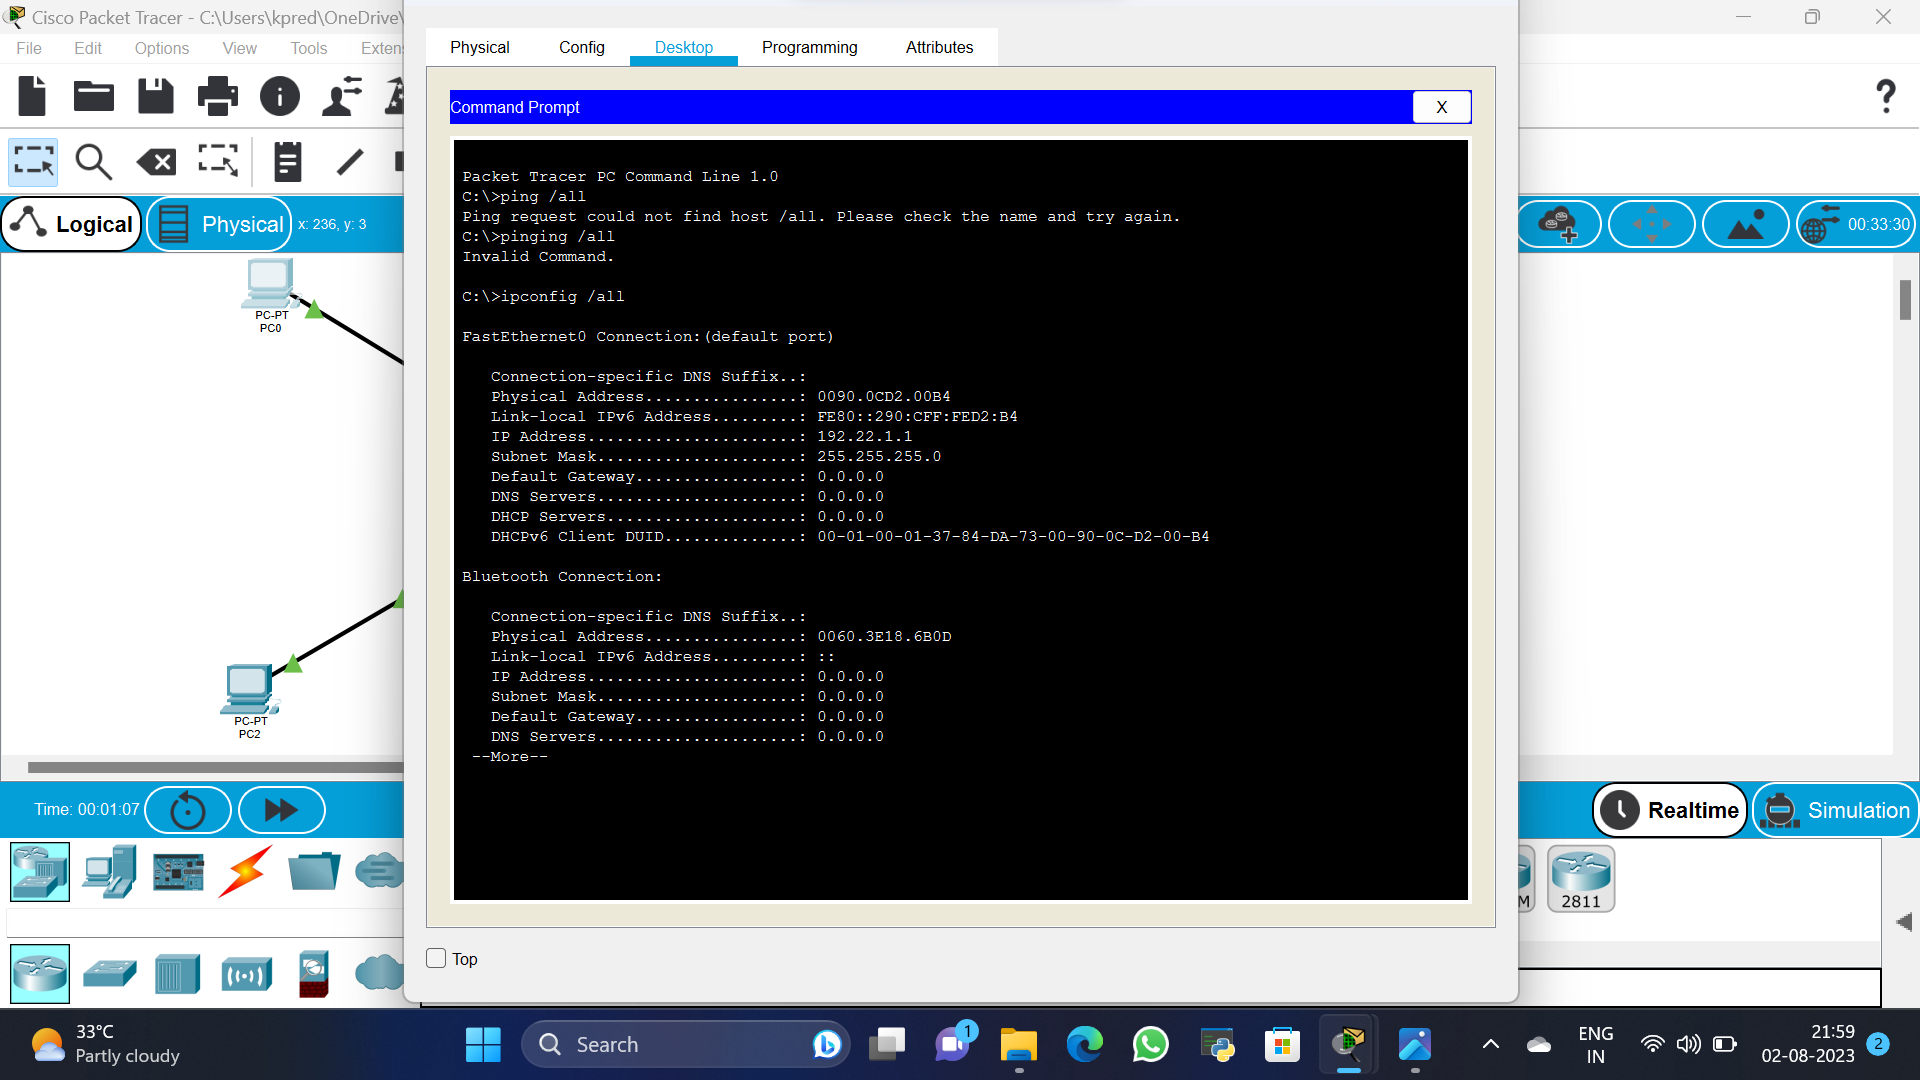 Cisco Packet Tracer - C:\Users\kpred\OneDrive\
File Edit Options View Tools Exten
Physical Config Desktop Programming Attributes
Command Prompt X
Logical Physical x: 236, y: 3
00:33:30
Packet Tracer PC Command Line 1.0
C:\>ping /all
Ping request could not find host /all. Please check the name and try again.
C:\>pinging /all
Invalid Command.
C:\>ipconfig /all
FastEthernet0 Connection:(default port)
Connection-specific DNS Suffix..:
Physical Address................: 0090.0CD2.00B4
Link-local IPv6 Address.........: FE80::290:CFF:FED2:B4
IP Address......................: 192.22.1.1
Subnet Mask.....................: 255.255.255.0
Default Gateway.................: 0.0.0.0
DNS Servers.....................: 0.0.0.0
DHCP Servers....................: 0.0.0.0
DHCPv6 Client DUID..............: 00-01-00-01-37-84-DA-73-00-90-0C-D2-00-B4
Bluetooth Connection:
Connection-specific DNS Suffix..:
Physical Address................: 0060.3E18.6B0D
Link-local IPv6 Address.........: ::
IP Address......................: 0.0.0.0
Subnet Mask.....................: 0.0.0.0
Default Gateway.................: 0.0.0.0
DNS Servers.....................: 0.0.0.0
--More--
PC-PT
PC0
PC-PT
PC2
Time: 00:01:07
Realtime Simulation
M
2811
Top
33°C
Partly cloudy
Search
1
ENG
IN
21:59
02-08-2023
2